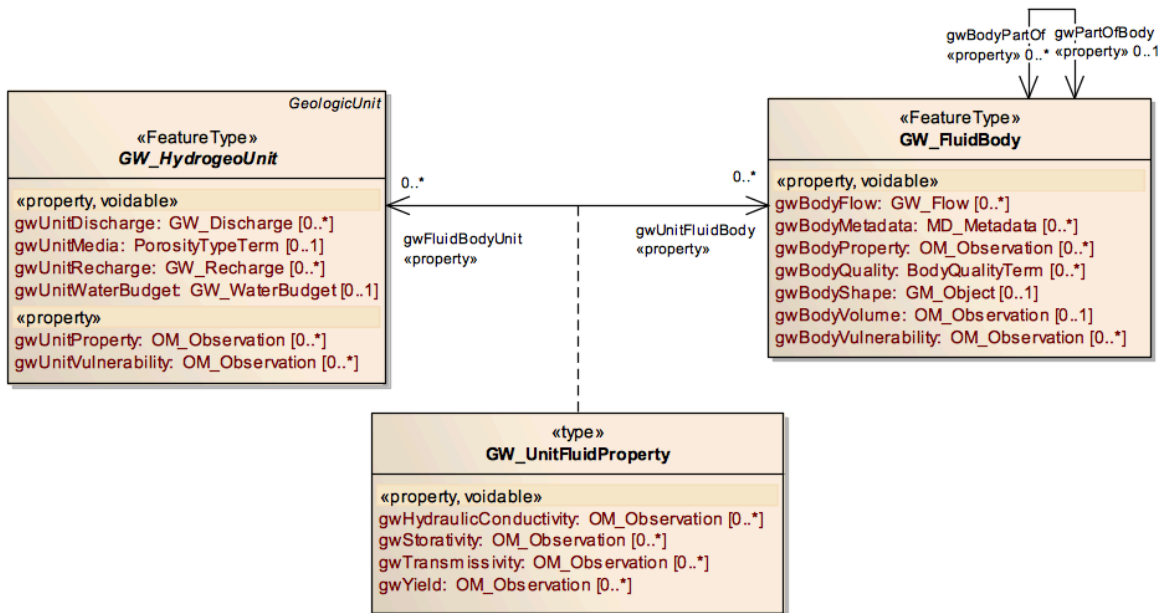 gwBodyPartOf gwPartOfBody
«property» 0..* «property» 0..1
GeologicUnit
«FeatureType»
GW_HydrogeoUnit
«property, voidable»
gwUnitDischarge: GW_Discharge [0..*]
gwUnitMedia: PorosityTypeTerm [0..1]
gwUnitRecharge: GW_Recharge [0..*]
gwUnitWaterBudget: GW_WaterBudget [0..1]
«property»
gwUnitProperty: OM_Observation [0..*]
gwUnitVulnerability: OM_Observation [0..*]
0..*
gwFluidBodyUnit
«property»
0..*
gwUnitFluidBody
«property»
«FeatureType»
GW_FluidBody
«property, voidable»
gwBodyFlow: GW_Flow [0..*]
gwBodyMetadata: MD_Metadata [0..*]
gwBodyProperty: OM_Observation [0..*]
gwBodyQuality: BodyQualityTerm [0..*]
gwBodyShape: GM_Object [0..1]
gwBodyVolume: OM_Observation [0..1]
gwBodyVulnerability: OM_Observation [0..*]
«type»
GW_UnitFluidProperty
«property, voidable»
gwHydraulicConductivity: OM_Observation [0..*]
gwStorativity: OM_Observation [0..*]
gwTransmissivity: OM_Observation [0..*]
gwYield: OM_Observation [0..*]